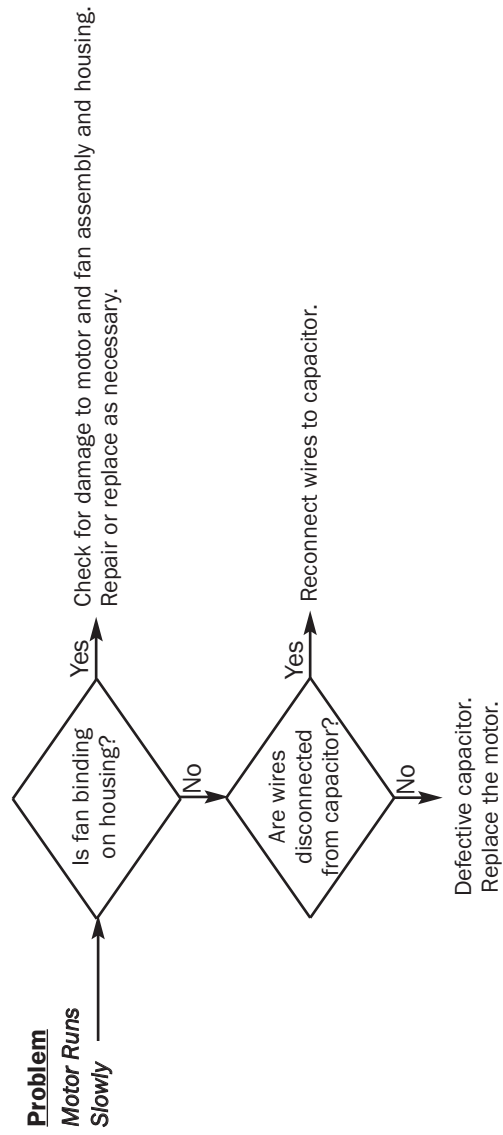 Problem
Motor Runs
Slowly
Is fan binding
on housing?
Yes
Check for damage to motor and fan assembly and housing.
Repair or replace as necessary.
No
Are wires
disconnected
from capacitor?
Yes
Reconnect wires to capacitor.
No
Defective capacitor.
Replace the motor.